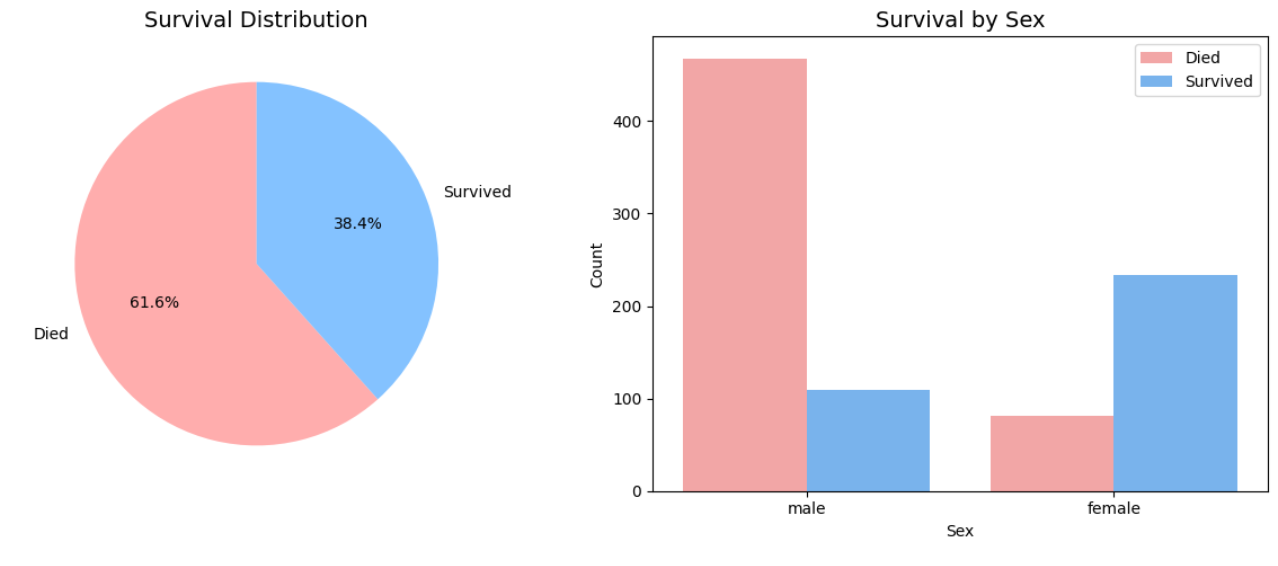 Survival Distribution
Survived
38.4%
61.6%
Died
Survival by Sex
Died
Survived
400
300
200
100
0
Count
male
female
Sex